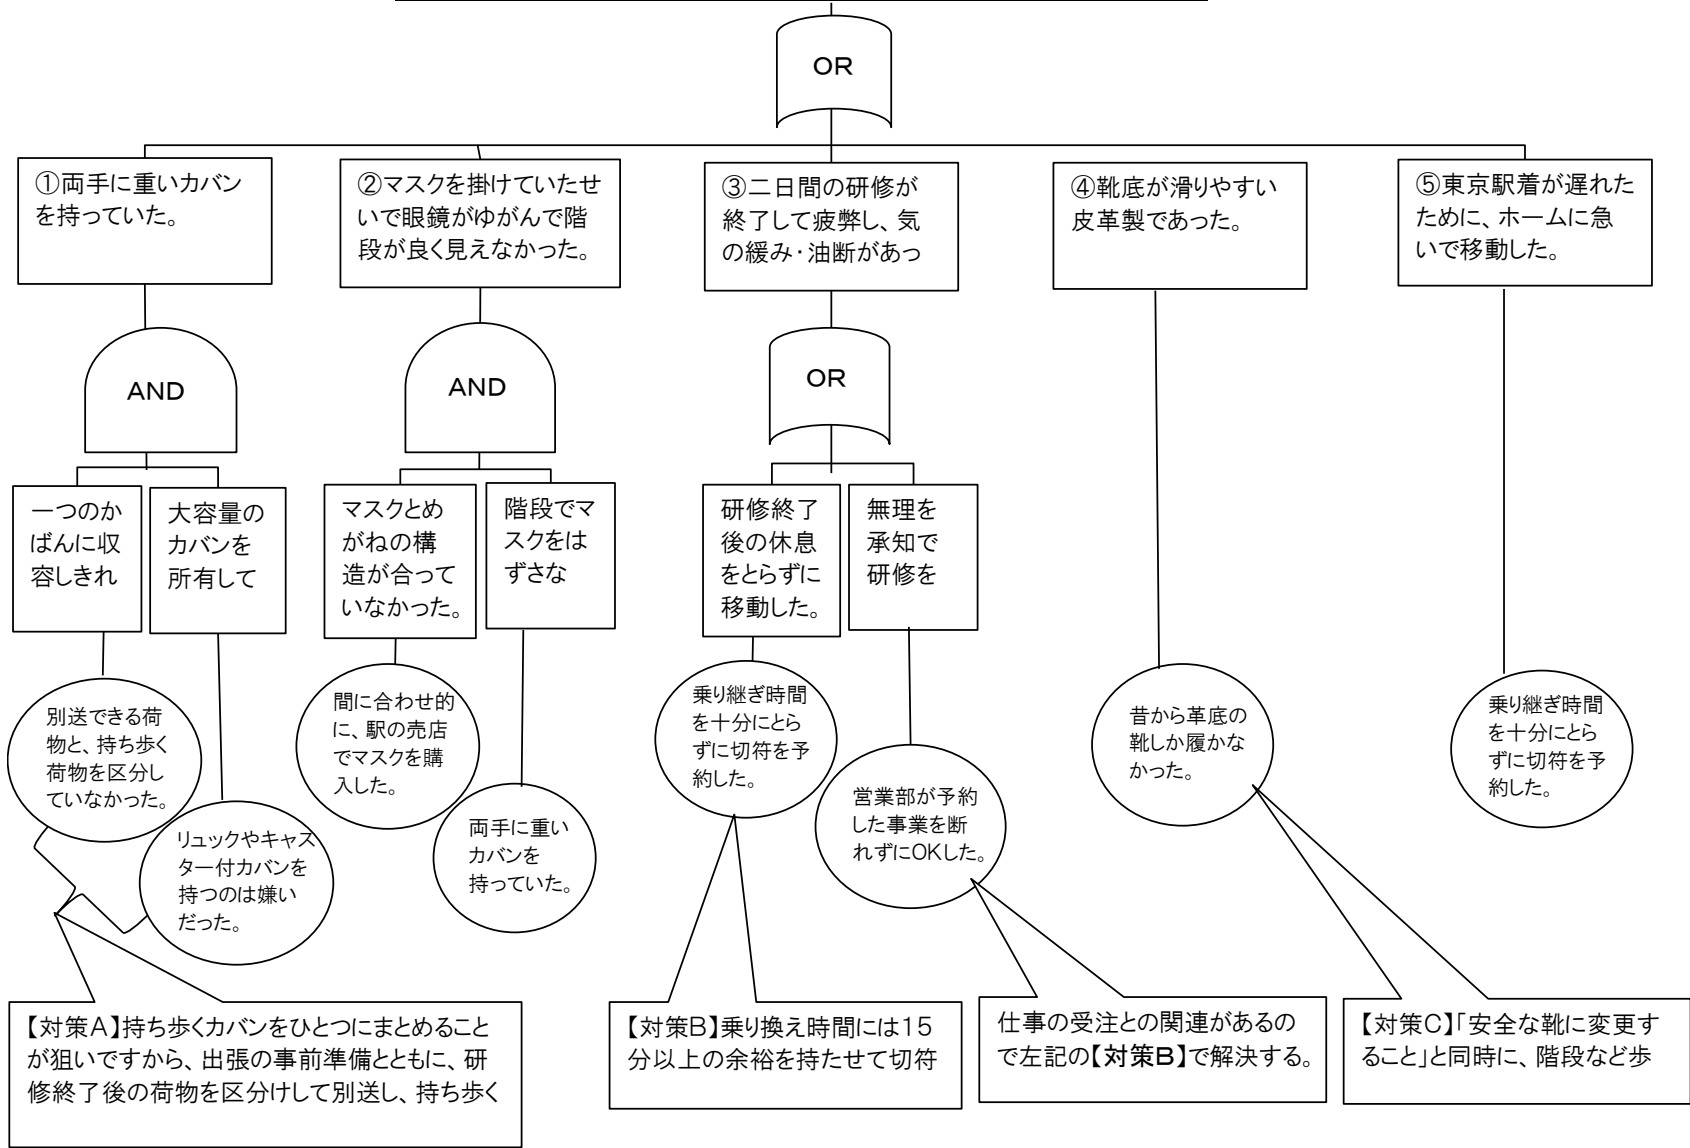 OR
①両手に重いカバン
を持っていた。
②マスクを掛けていたせ
いで眼鏡がゆがんで階
段が良く見えなかった。
③二日間の研修が
終了して疲弊し、気
の緩み・油断があっ
④靴底が滑りやすい
皮革製であった。
⑤東京駅着が遅れた
ために、ホームに急
いで移動した。
AND
AND
OR
一つのか
ばんに収
容しきれ
大容量の
カバンを
所有して
マスクとめ
がねの構
造が合って
いなかった。
階段でマ
スクをは
ずさな
研修終了
後の休息
をとらずに
移動した。
無理を
承知で
研修を
別送できる荷
物と、持ち歩く
荷物を区分し
ていなかった。
リュックやキャス
ター付カバンを
持つのは嫌い
だった。
間に合わせ的
に、駅の売店
でマスクを購
入した。
両手に重い
カバンを
持っていた。
乗り継ぎ時間
を十分にとら
ずに切符を予
約した。
営業部が予約
した事業を断
れずにOKした。
昔から革底の
靴しか履かな
かった。
乗り継ぎ時間
を十分にとら
ずに切符を予
約した。
【対策A】持ち歩くカバンをひとつにまとめること
が狙いですから、出張の事前準備とともに、研
修終了後の荷物を区分けして別送し、持ち歩く
【対策B】乗り換え時間には15
分以上の余裕を持たせて切符
仕事の受注との関連があるの
で左記の【対策B】で解決する。
【対策C】「安全な靴に変更す
ること」と同時に、階段など歩